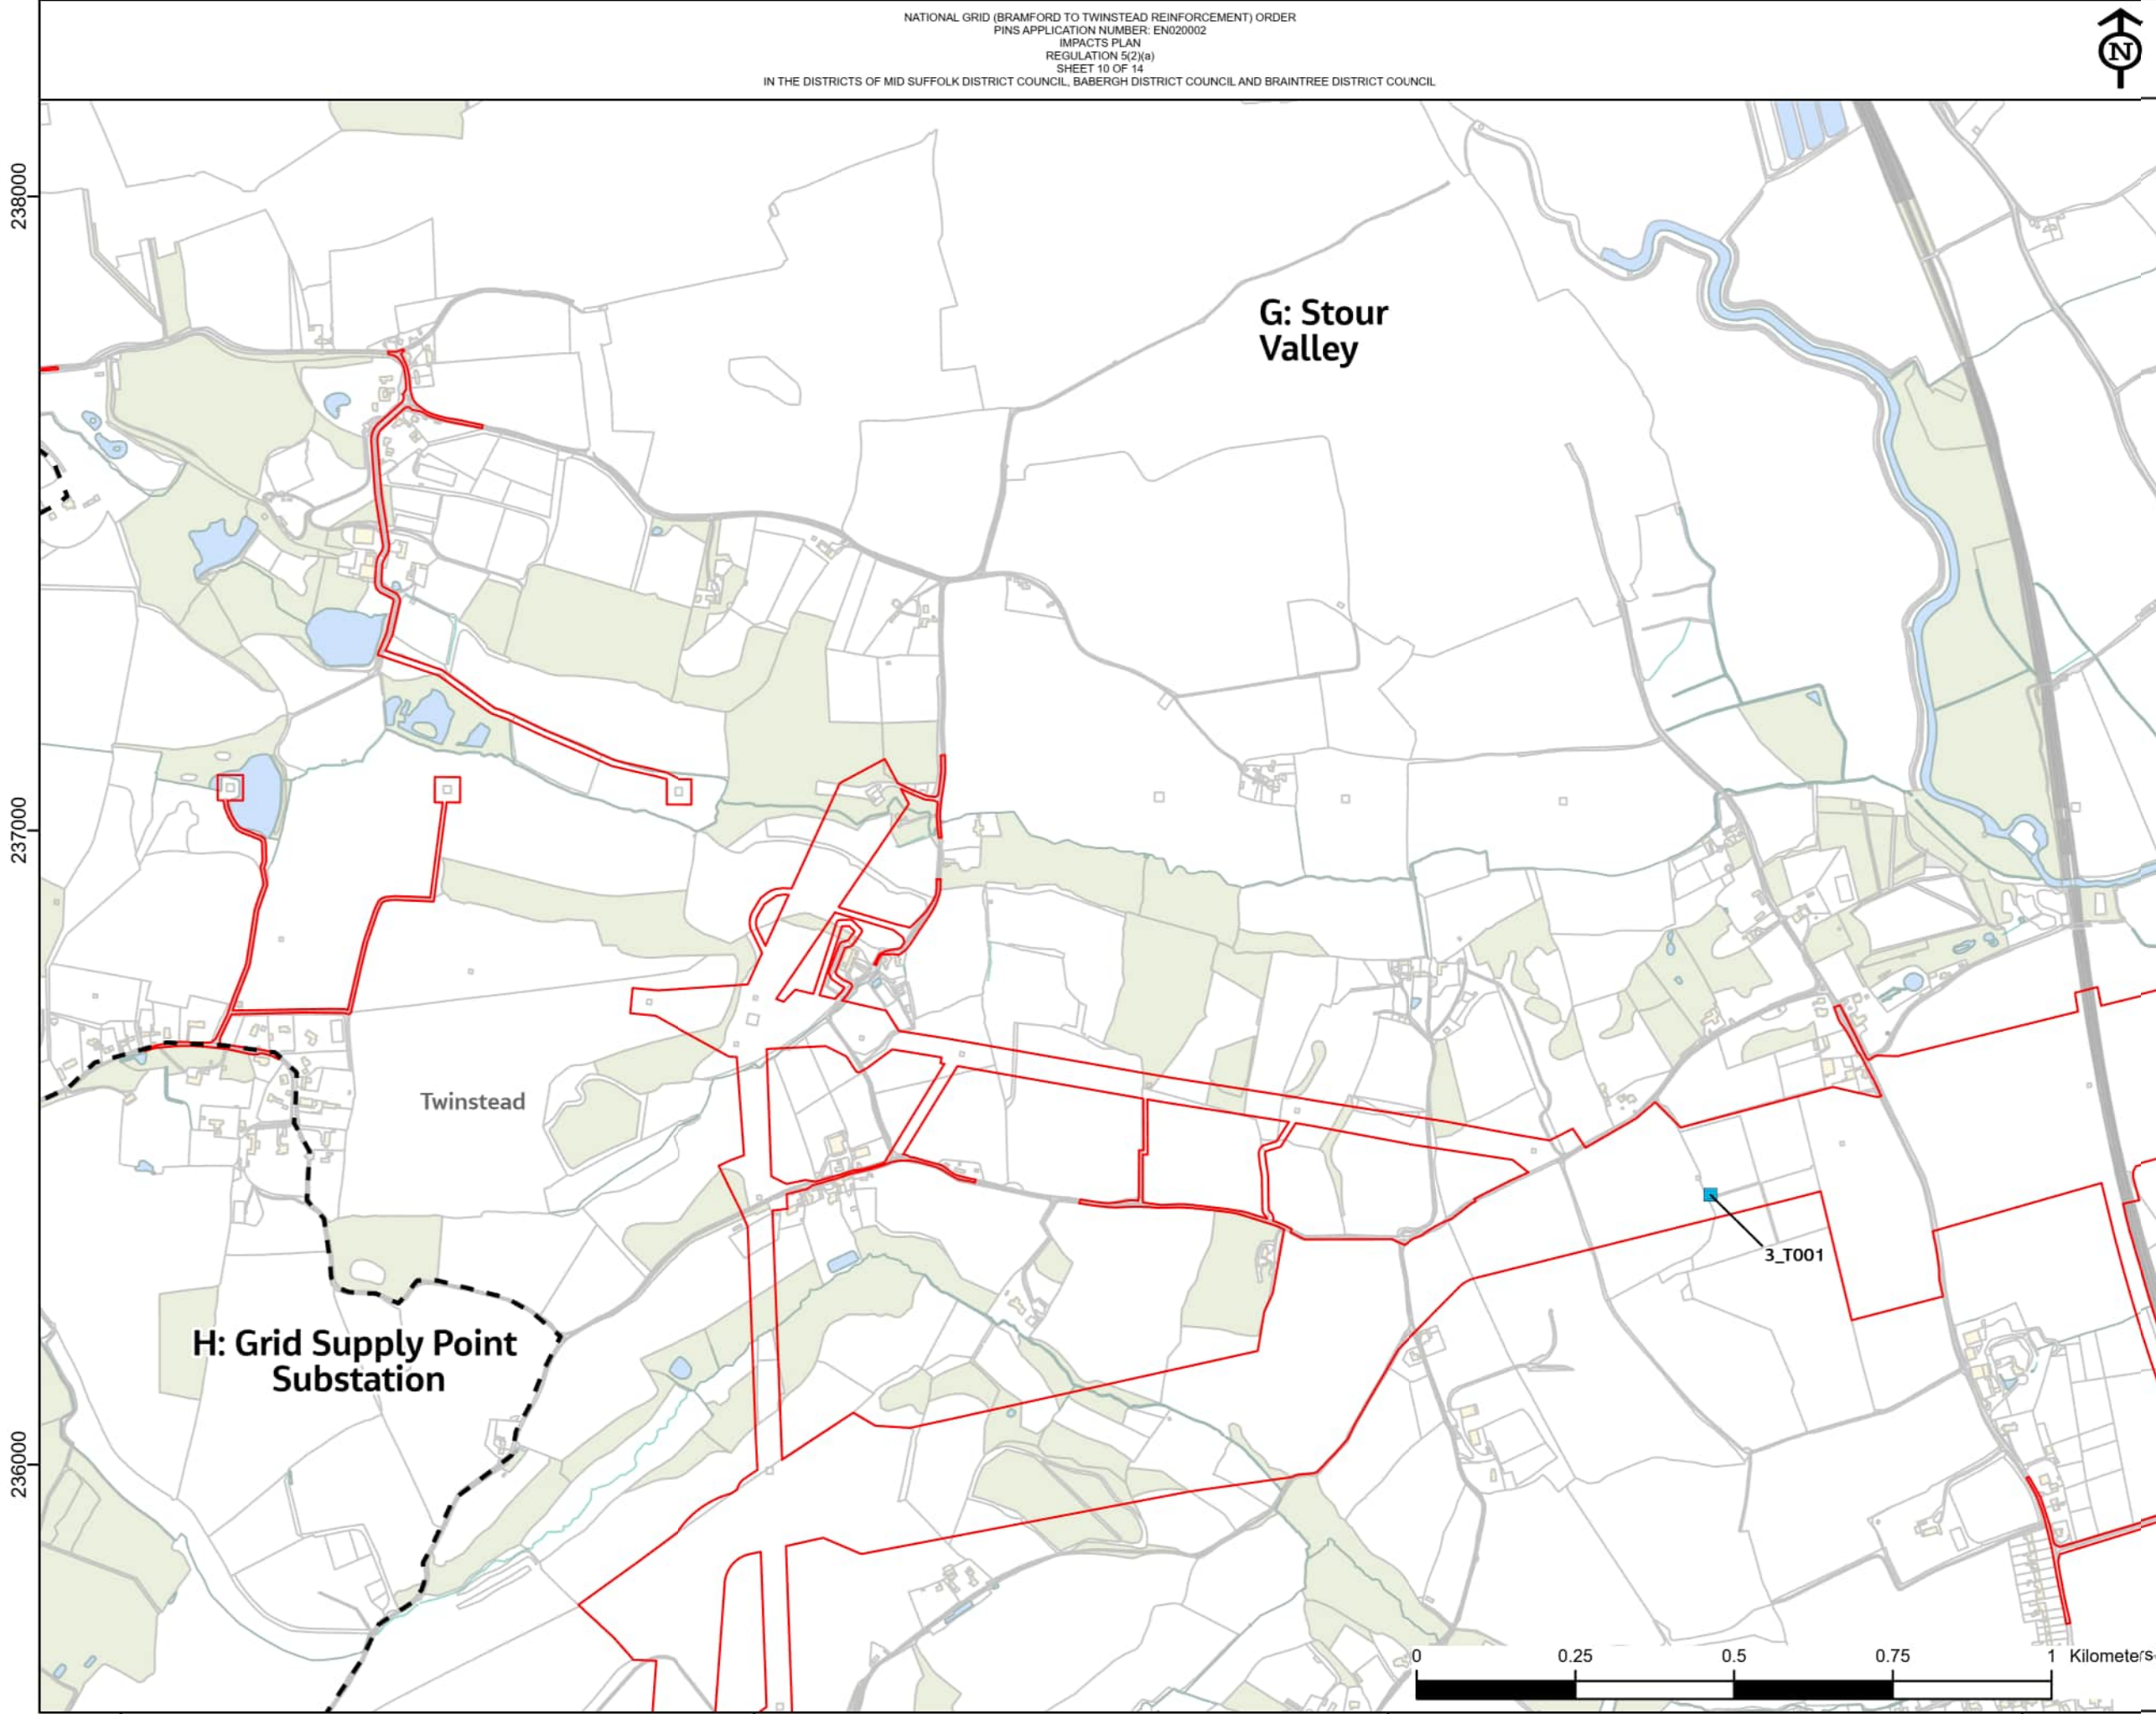 NATIONAL GRID (BRAMFORD TO TWINSTEAD REINFORCEMENT) ORDER
PINS APPLICATION NUMBER: EN020002
IMPACTS PLAN
REGULATION 5(2)(a)
SHEET 10 OF 14
IN THE DISTRICTS OF MID SUFFOLK DISTRICT COUNCIL, BABERGH DISTRICT COUNCIL AND BRAINTREE DISTRICT COUNCIL
N
238000
G: Stour
Valley
237000
Twinstead
3_T001
H: Grid Supply Point
Substation
236000
0 0.25 0.5 0.75 1 Kilometers